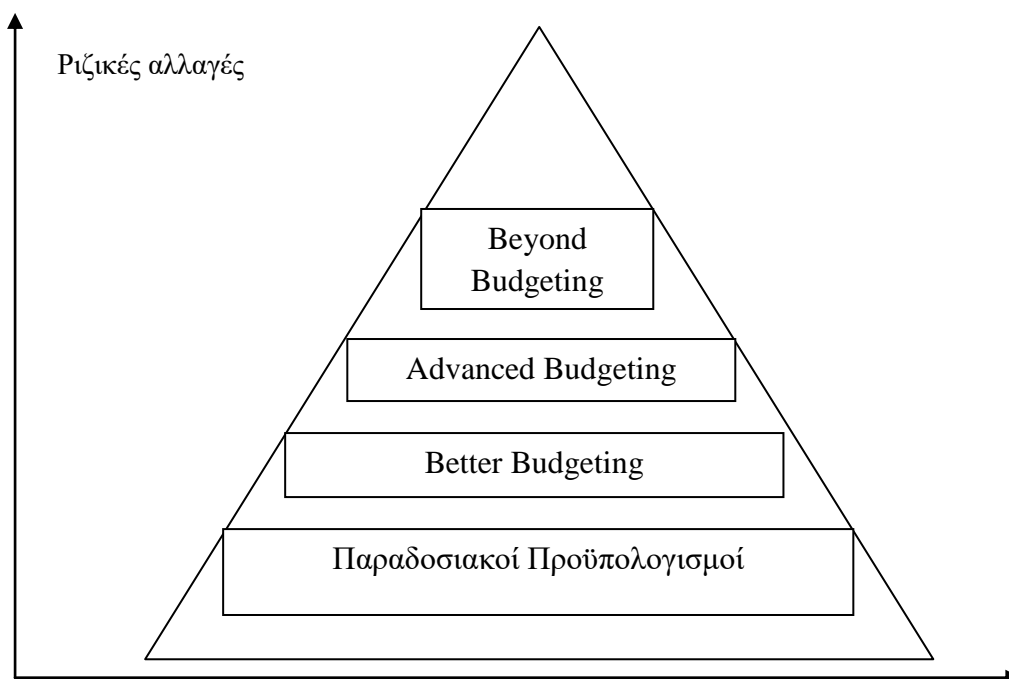 Ριζικές αλλαγές
Beyond
Budgeting
Advanced Budgeting
Better Budgeting
Παραδοσιακοί Προϋπολογισμοί